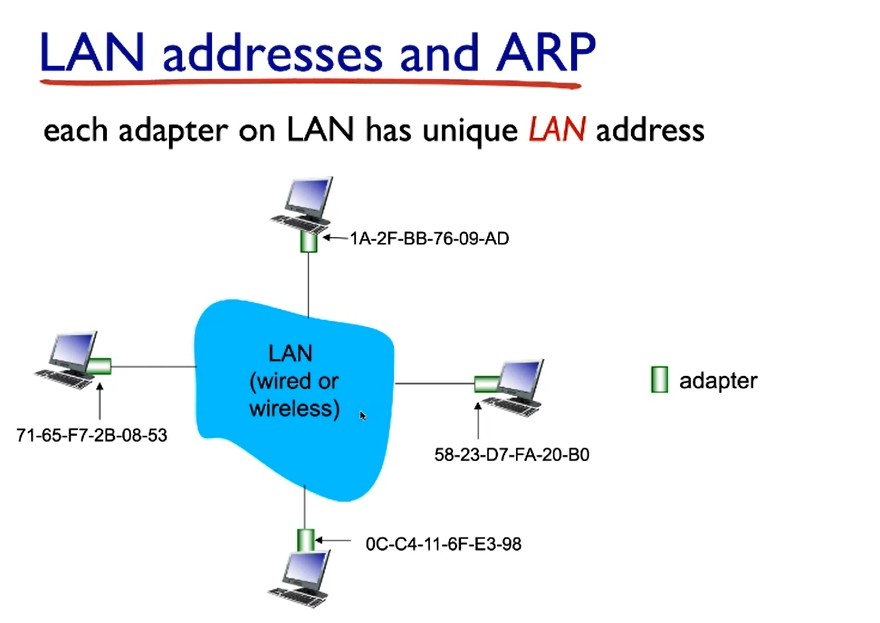 LAN addresses and ARP
each adapter on LAN has unique LAN address
1A-2F-BB-76-09-AD
LAN
(wired or
wireless)
adapter
71-65-F7-2B-08-53
58-23-D7-FA-20-B0
0C-C4-11-6F-E3-98